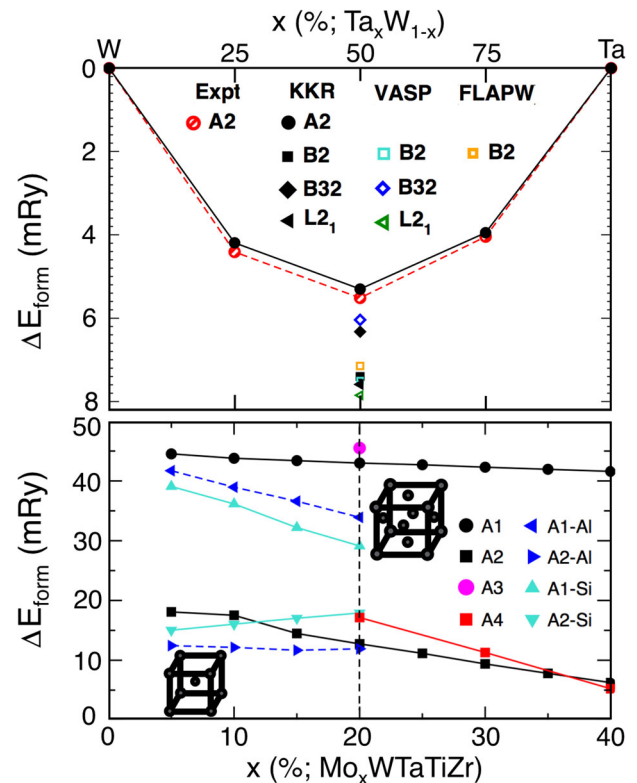 x (%; TaxW1-x)
W 25 50 75 Ta
0
2
4
6
8
ΔEform (mRy)
Expt KKR VASP FLAPW
A2 A2
B2 B2 B2
B32 B32
L21 L21
50
40
30
20
10
0
ΔEform (mRy)
A1 A1-Al
A2 A2-Al
A3 A1-Si
A4 A2-Si
0 10 20 30 40
x (%; MoxWTaTiZr)